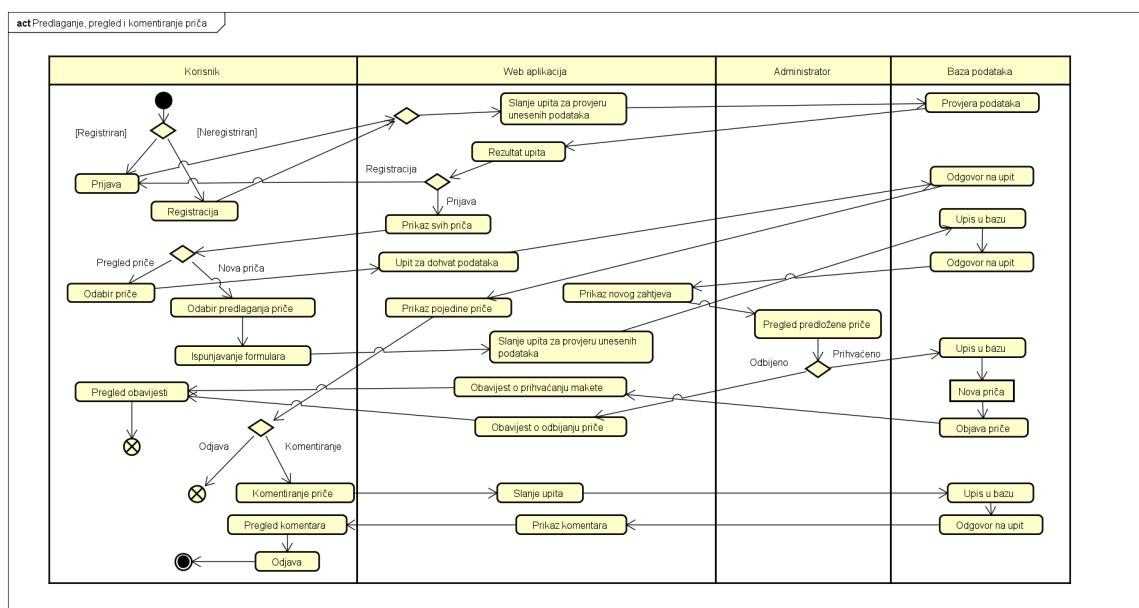 act Predlaganje, pregled i komentiranje priča
Korisnik
Web aplikacija
Administrator
Baza podataka
Slanje upita za provjeru
unesenih podataka
Provjera podataka
[Registriran]
[Neregistriran]
Rezultat upita
Registracija
Prijava
Odgovor na upit
Prijava
Registracija
Prikaz svih priča
Upis u bazu
Pregled priče
Nova priča
Upit za dohvat podataka
Odgovor na upit
Odabir priče
Prikaz novog zahtjeva
Odabir predlaganja priče
Prikaz pojedine priče
Pregled predložene priče
Slanje upita za provjeru unesenih
podataka
Ispunjavanje formulara
Odbijeno
Prihvaćeno
Upis u bazu
Pregled obavijesti
Obavijest o prihvaćanju makete
Nova priča
Obavijest o odbijanju priče
Objava priče
Odjava
Komentiranje
Komentiranje priče
Slanje upita
Upis u bazu
Pregled komentara
Prikaz komentara
Odgovor na upit
Odjava